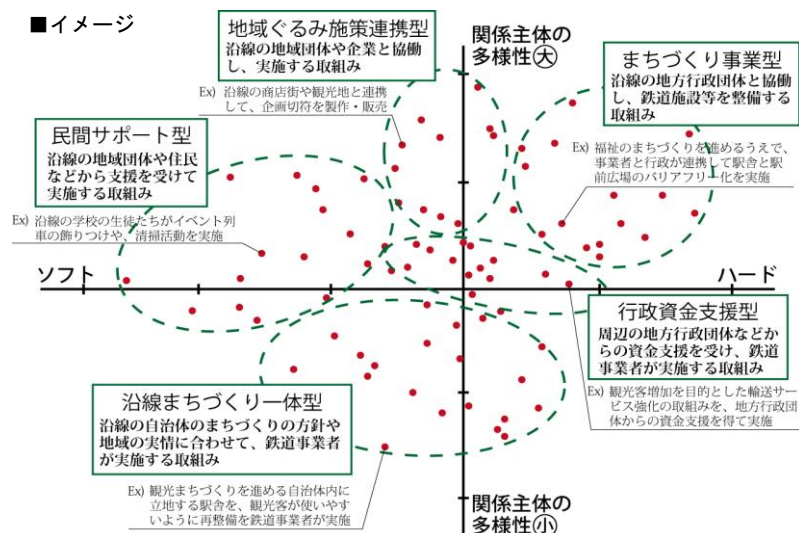 ■イメージ
地域ぐるみ施策連携型
沿線の地域団体や企業と協働
し、実施する取組み
Ex) 沿線の商店街や観光地と連携
して、企画切符を製作・販売
関係主体の
多様性㊅
まちづくり事業型
沿線の地方行政団体と協働
し、鉄道施設等を整備する
取組み
Ex) 福祉のまちづくりを進めるうえで、
事業者と行政が連携して駅舎と駅
前広場のバリアフリー化を実施
民間サポート型
沿線の地域団体や住民
などから支援を受けて
実施する取組み
Ex) 沿線の学校の生徒たちがイベント列
車の飾りつけや、清掃活動を実施
ソフト
ハード
行政資金支援型
周辺の地方行政団体などか
らの資金支援を受け、鉄道
事業者が実施する取組み
Ex) 観光客増加を目的とした輸送サー
ビス強化の取組みを、地方行政団
体からの資金支援を得て実施
沿線まちづくり一体型
沿線の自治体のまちづくりの方針や
地域の実情に合わせて、鉄道事業者
が実施する取組み
Ex) 観光まちづくりを進める自治体内に
立地する駅舎を、観光客が使いやす
いように再整備を鉄道事業者が実施
関係主体の
多様性㊙小